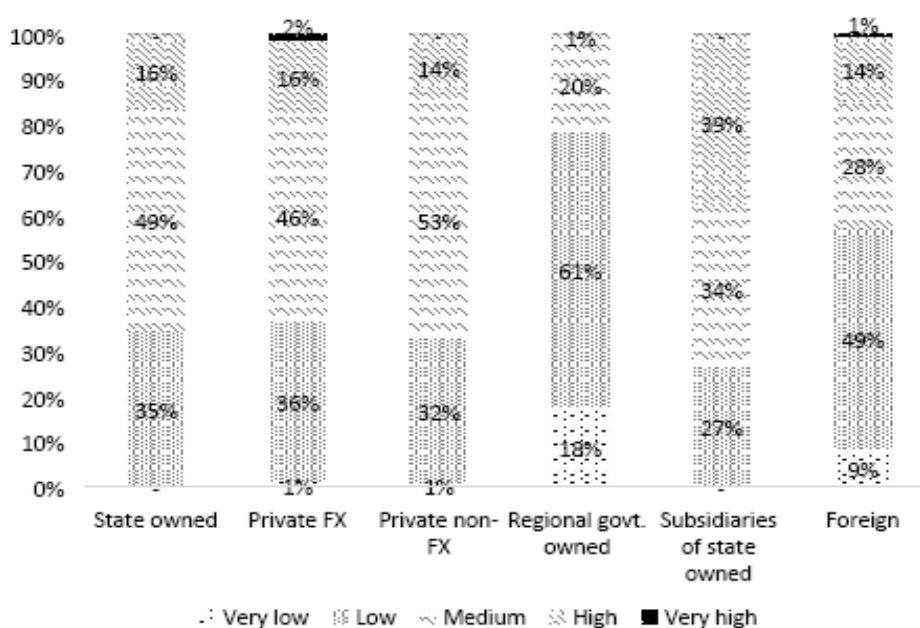 2% 1%
100% - - 1% -
90% 16% 16% 14% 20% 14%
80% 39%
70% 28%
60% 49% 46% 53%
50% 61%
40% 34%
30% 49%
20% 35% 36% 32% 27%
10% 18% 9%
0% - 1% 1% -
State owned Private FX Private non-FX Regional govt. owned Subsidiaries of state owned Foreign
Very low Low Medium High Very high